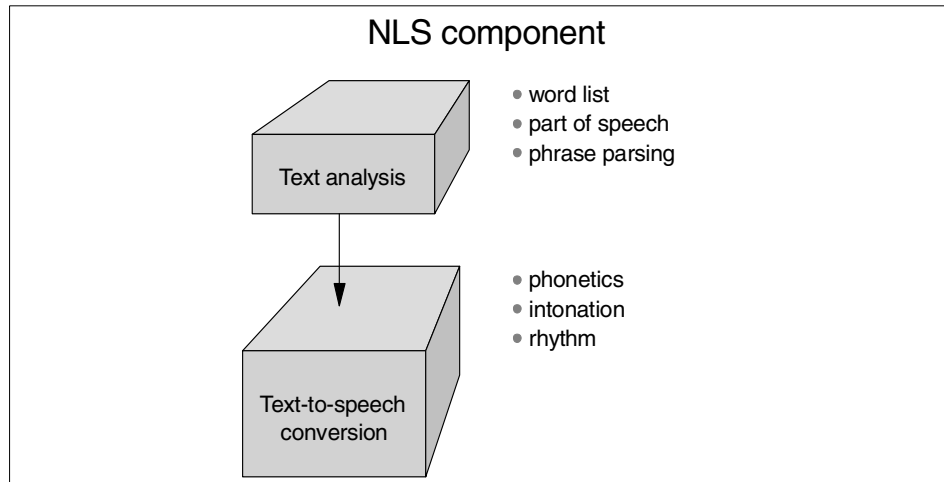 NLS component
• word list
• part of speech
• phrase parsing
Text analysis
• phonetics
• intonation
• rhythm
Text-to-speech
conversion